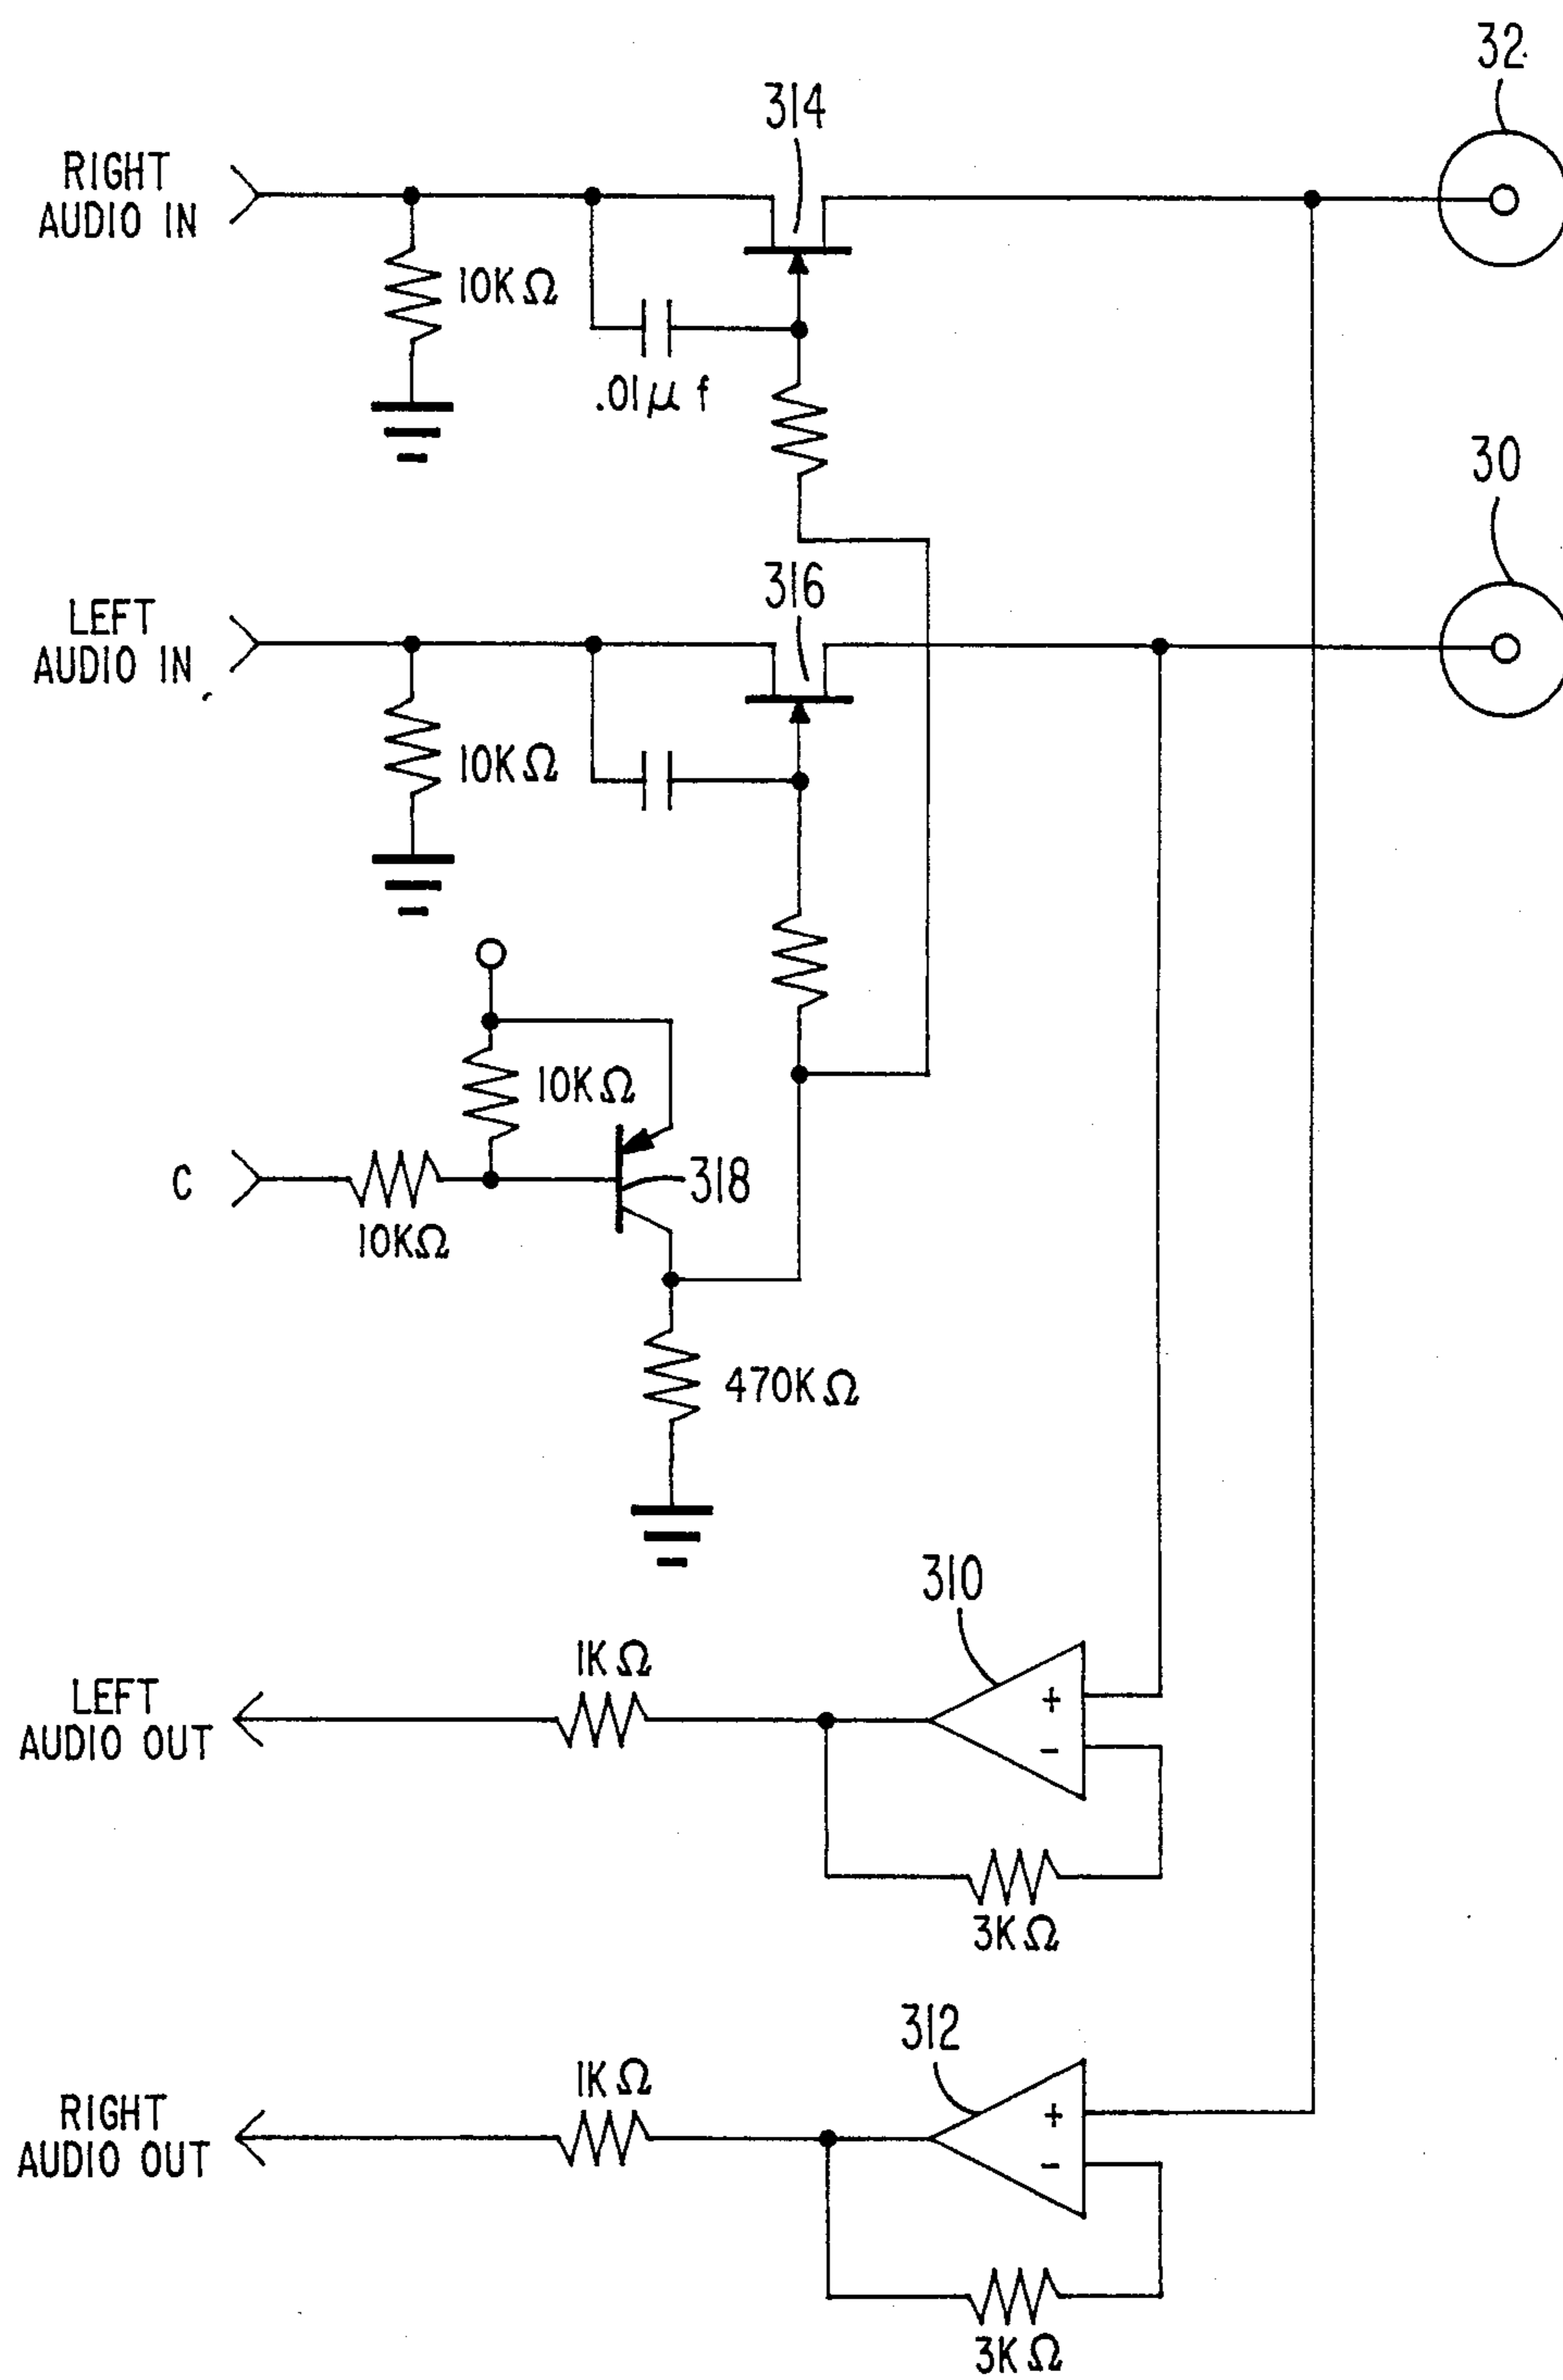 32
314
RIGHT
AUDIO IN
10KΩ
.01μf
30
316
LEFT
AUDIO IN
10KΩ
10KΩ
C
318
10KΩ
470KΩ
310
1KΩ
LEFT
AUDIO OUT
+
-
3KΩ
312
1KΩ
RIGHT
AUDIO OUT
+
-
3KΩ